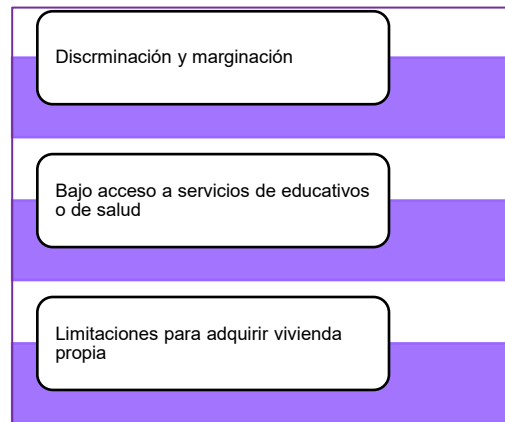 Discrminación y marginación
Bajo acceso a servicios de educativos
o de salud
Limitaciones para adquirir vivienda
propia